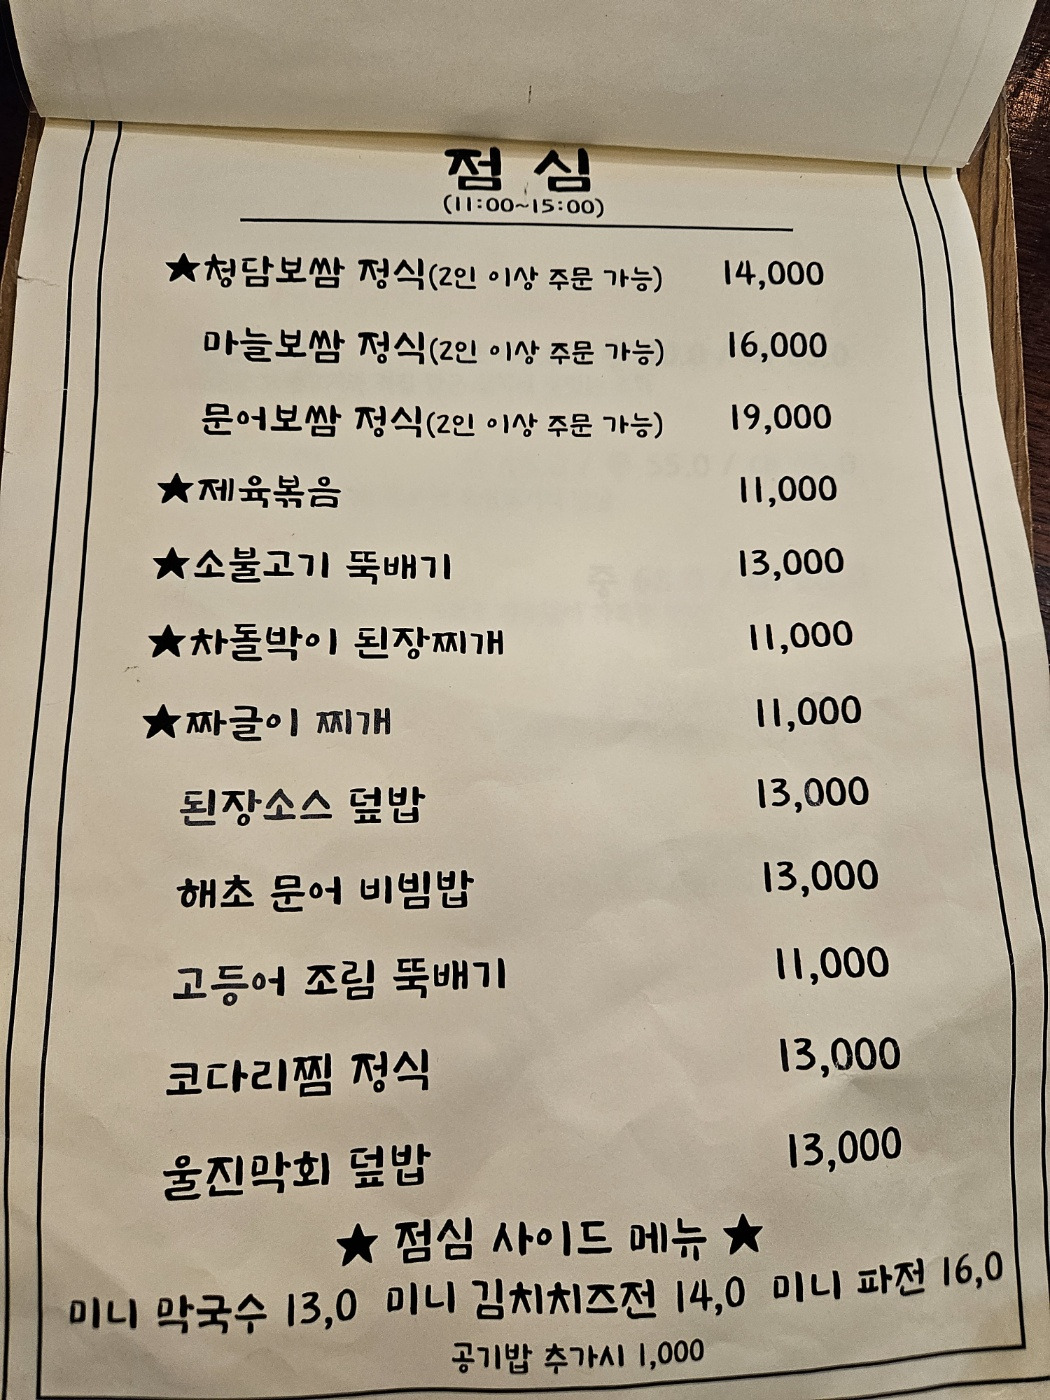 점 심
(11:00~15:00)
★청담보쌈 정식(2인 이상 주문 가능) 14,000
마늘보쌈 정식(2인 이상 주문 가능) 16,000
문어보쌈 정식(2인 이상 주문 가능) 19,000
★제육볶음 11,000
★소불고기 뚝배기 13,000
★차돌박이 된장찌개 11,000
★짜글이 찌개 11,000
된장소스 덮밥 13,000
해초 문어 비빔밥 13,000
고등어 조림 뚝배기 11,000
코다리찜 정식 13,000
울진막회 덮밥 13,000
★ 점심 사이드 메뉴 ★
미니 막국수 13,0 미니 김치치즈전 14,0 미니 파전 16,0
공기밥 추가시 1,000